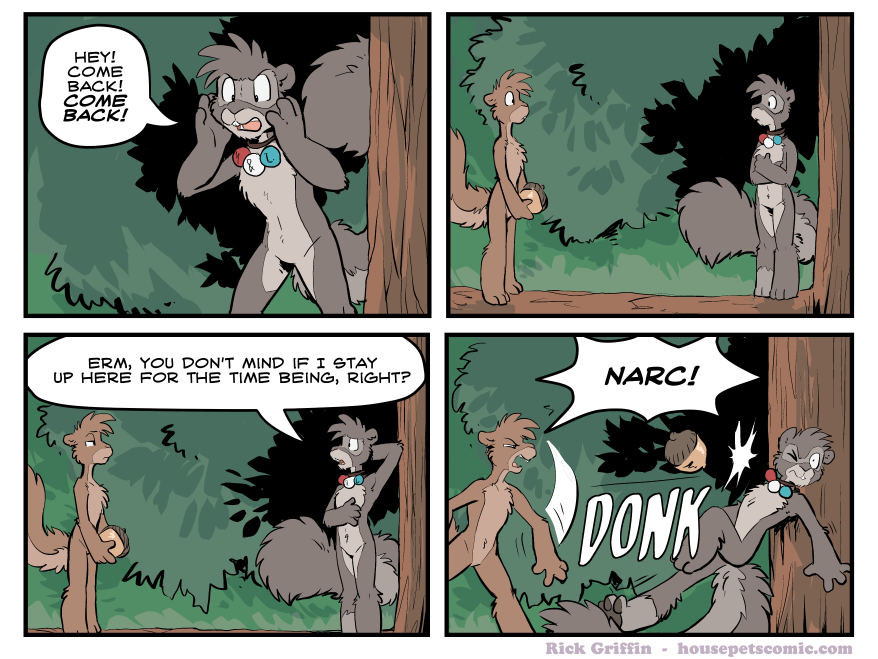 HEY!
COME
BACK!
COME
BACK!
ERM, YOU DON'T MIND IF I STAY
UP HERE FOR THE TIME BEING, RIGHT?
NARC!
DONK
Rick Griffin - housepetscomic.com